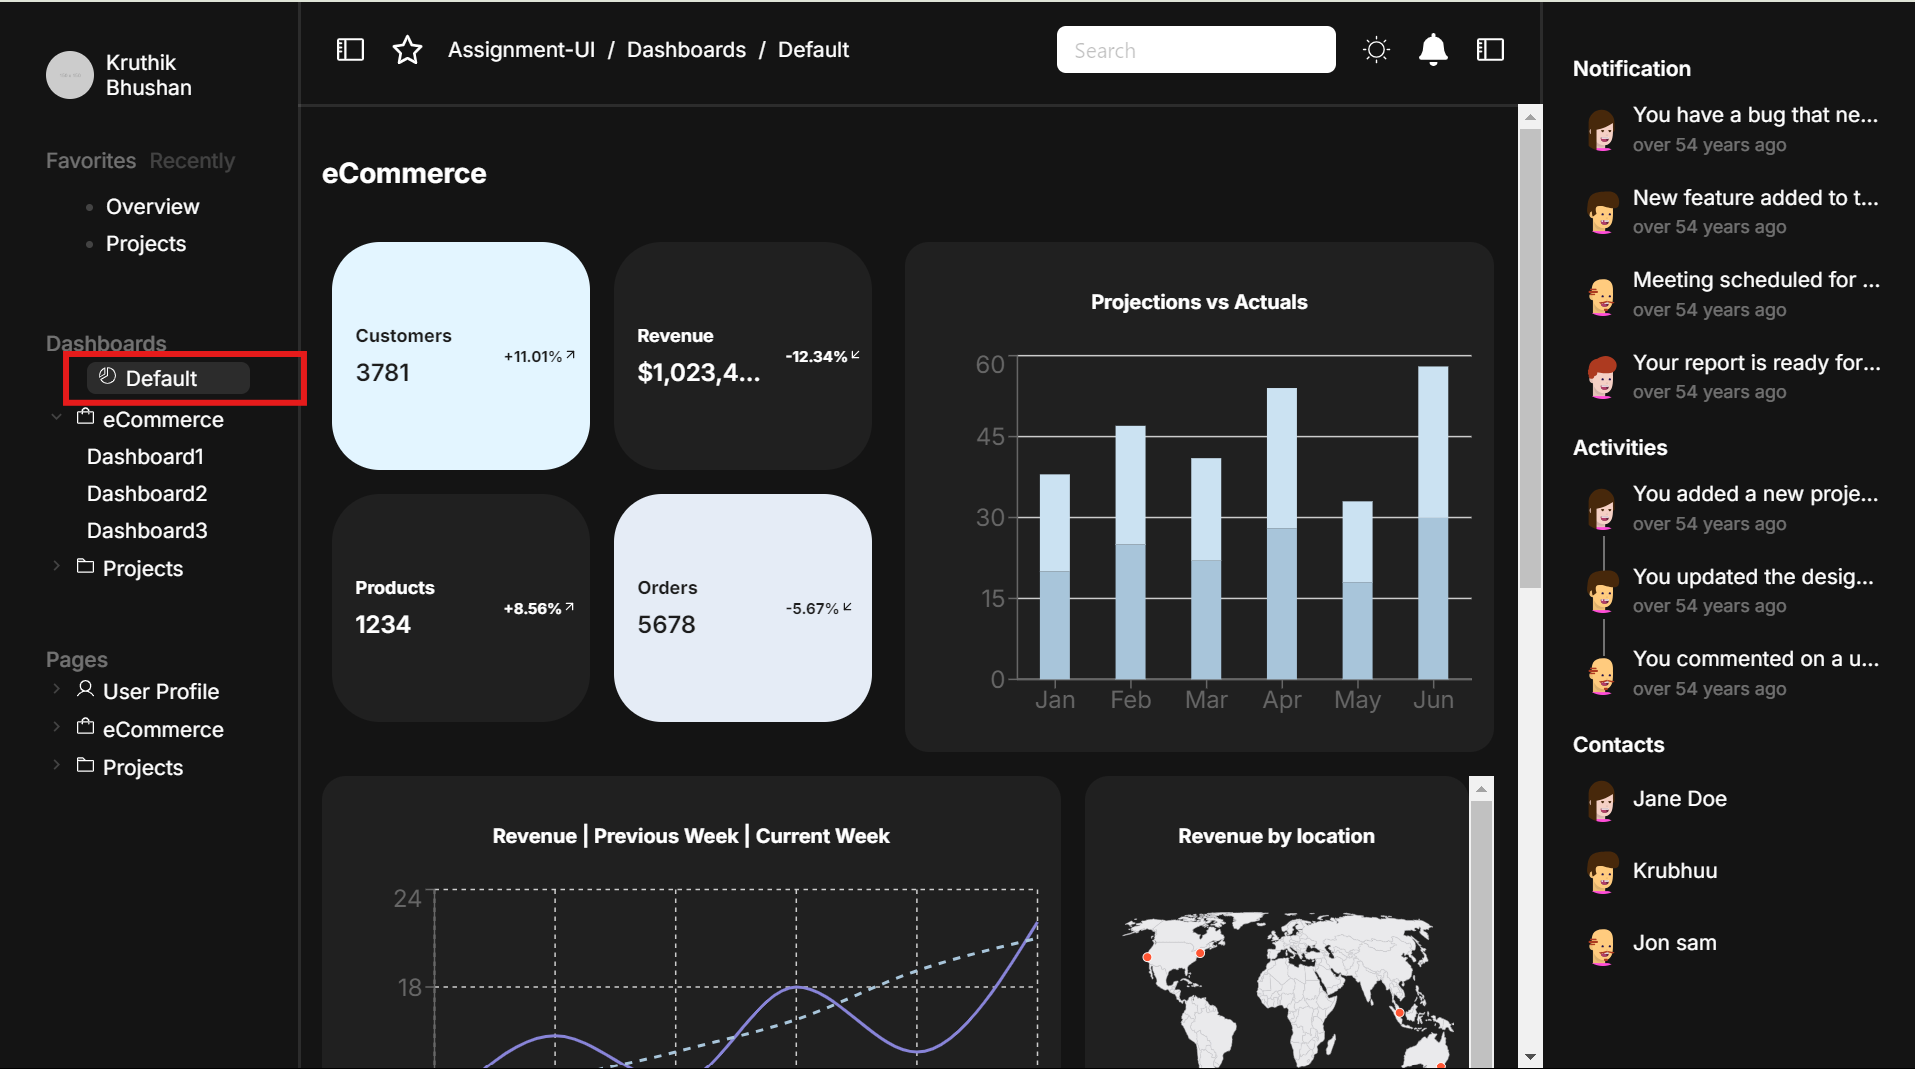 Kruthik
Bhushan
Favorites Recently
Overview
Projects
Dashboards
Default
eCommerce
Dashboard1
Dashboard2
Dashboard3
Projects
Pages
User Profile
eCommerce
Projects
Assignment-UI / Dashboards / Default
Search
eCommerce
Customers
3781
+11.01%
Revenue
$1,023,4...
-12.34%
Products
1234
+8.56%
Orders
5678
-5.67%
Projections vs Actuals
60
45
30
15
0
Jan Feb Mar Apr May Jun
Revenue | Previous Week | Current Week
24
18
Revenue by location
Notification
You have a bug that ne...
over 54 years ago
New feature added to t...
over 54 years ago
Meeting scheduled for ...
over 54 years ago
Your report is ready for...
over 54 years ago
Activities
You added a new proje...
over 54 years ago
You updated the desig...
over 54 years ago
You commented on a u...
over 54 years ago
Contacts
Jane Doe
Krubhuu
Jon sam